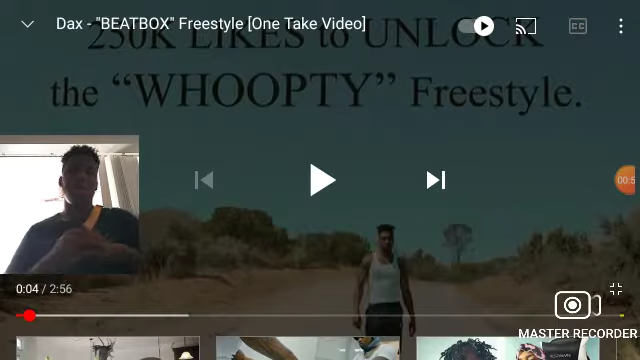 Dax - "BEATBOX" Freestyle [One Take Video]
250K LIKES to UNLOCK
the “WHOOPTY” Freestyle.
CC
0:04 / 2:56
MASTER RECORDER